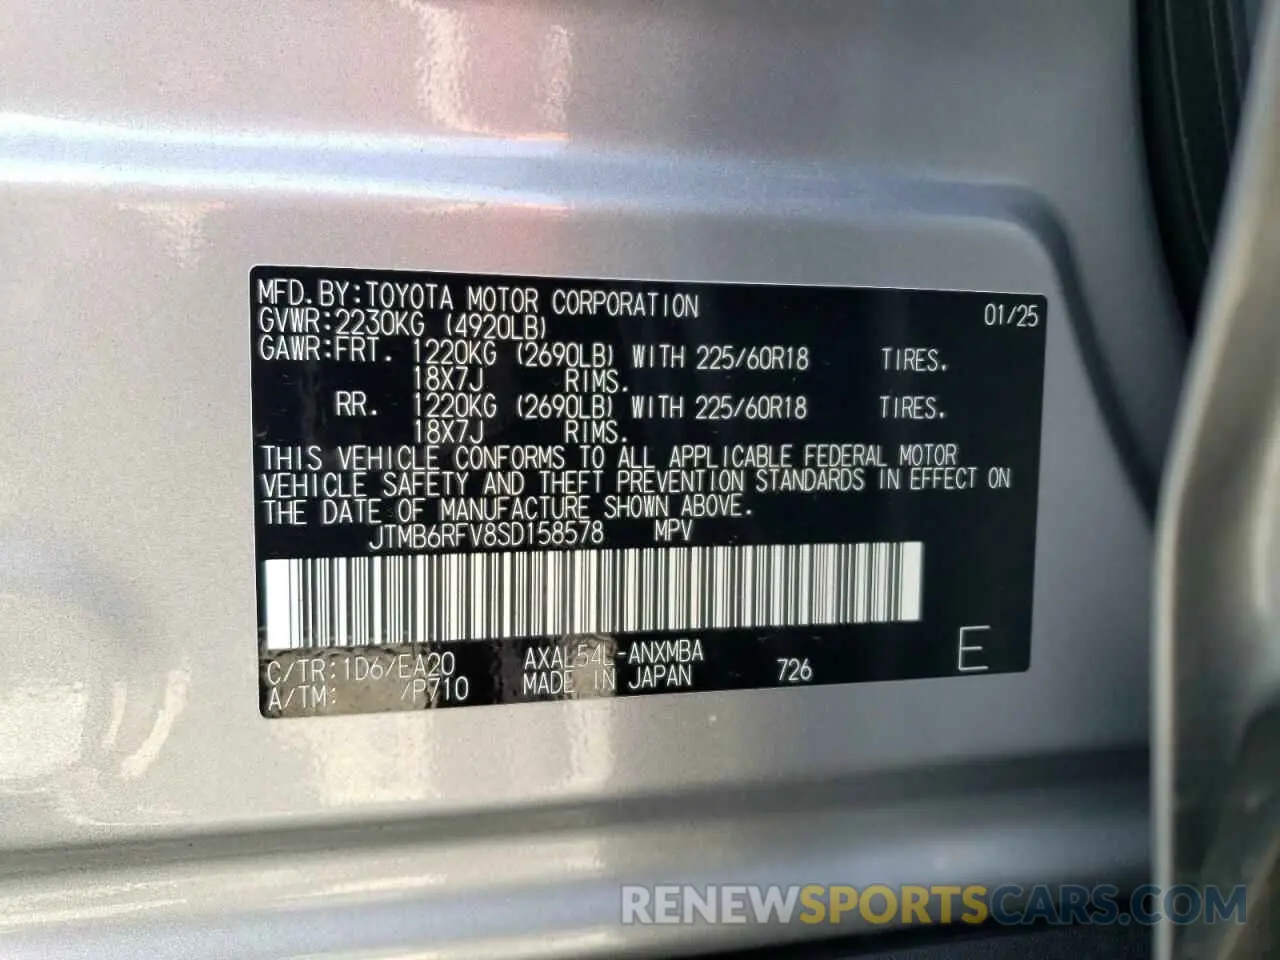 MFD. BY:TOYOTA MOTOR CORPORATION 01/25
GVWR:2230KG (4920LB)
GAWR:FRT. 1220KG (2690LB) WITH 225/60R18 TIRES.
18X7J RIMS.
RR. 1220KG (2690LB) WITH 225/60R18 TIRES.
18X7J RIMS.
THIS VEHICLE CONFORMS TO ALL APPLICABLE FEDERAL MOTOR
VEHICLE SAFETY AND THEFT PREVENTION STANDARDS IN EFFECT ON
THE DATE OF MANUFACTURE SHOWN ABOVE.
JTMB6RFV8SD158578 MPV
C/TR:1D6/EA20 AXAL54L-ANXMBA
A/TM: /P710 MADE IN JAPAN 726 E
RENEWSPORTSCARS.COM